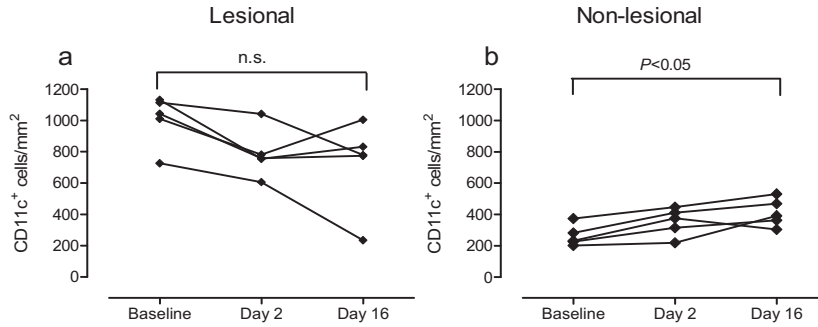 Lesional
Non-lesional
a
n.s.
CD11c⁺ cells/mm²
1200
1000
800
600
400
200
0
Baseline
Day 2
Day 16
b
P<0.05
CD11c⁺ cells/mm²
1200
1000
800
600
400
200
0
Baseline
Day 2
Day 16